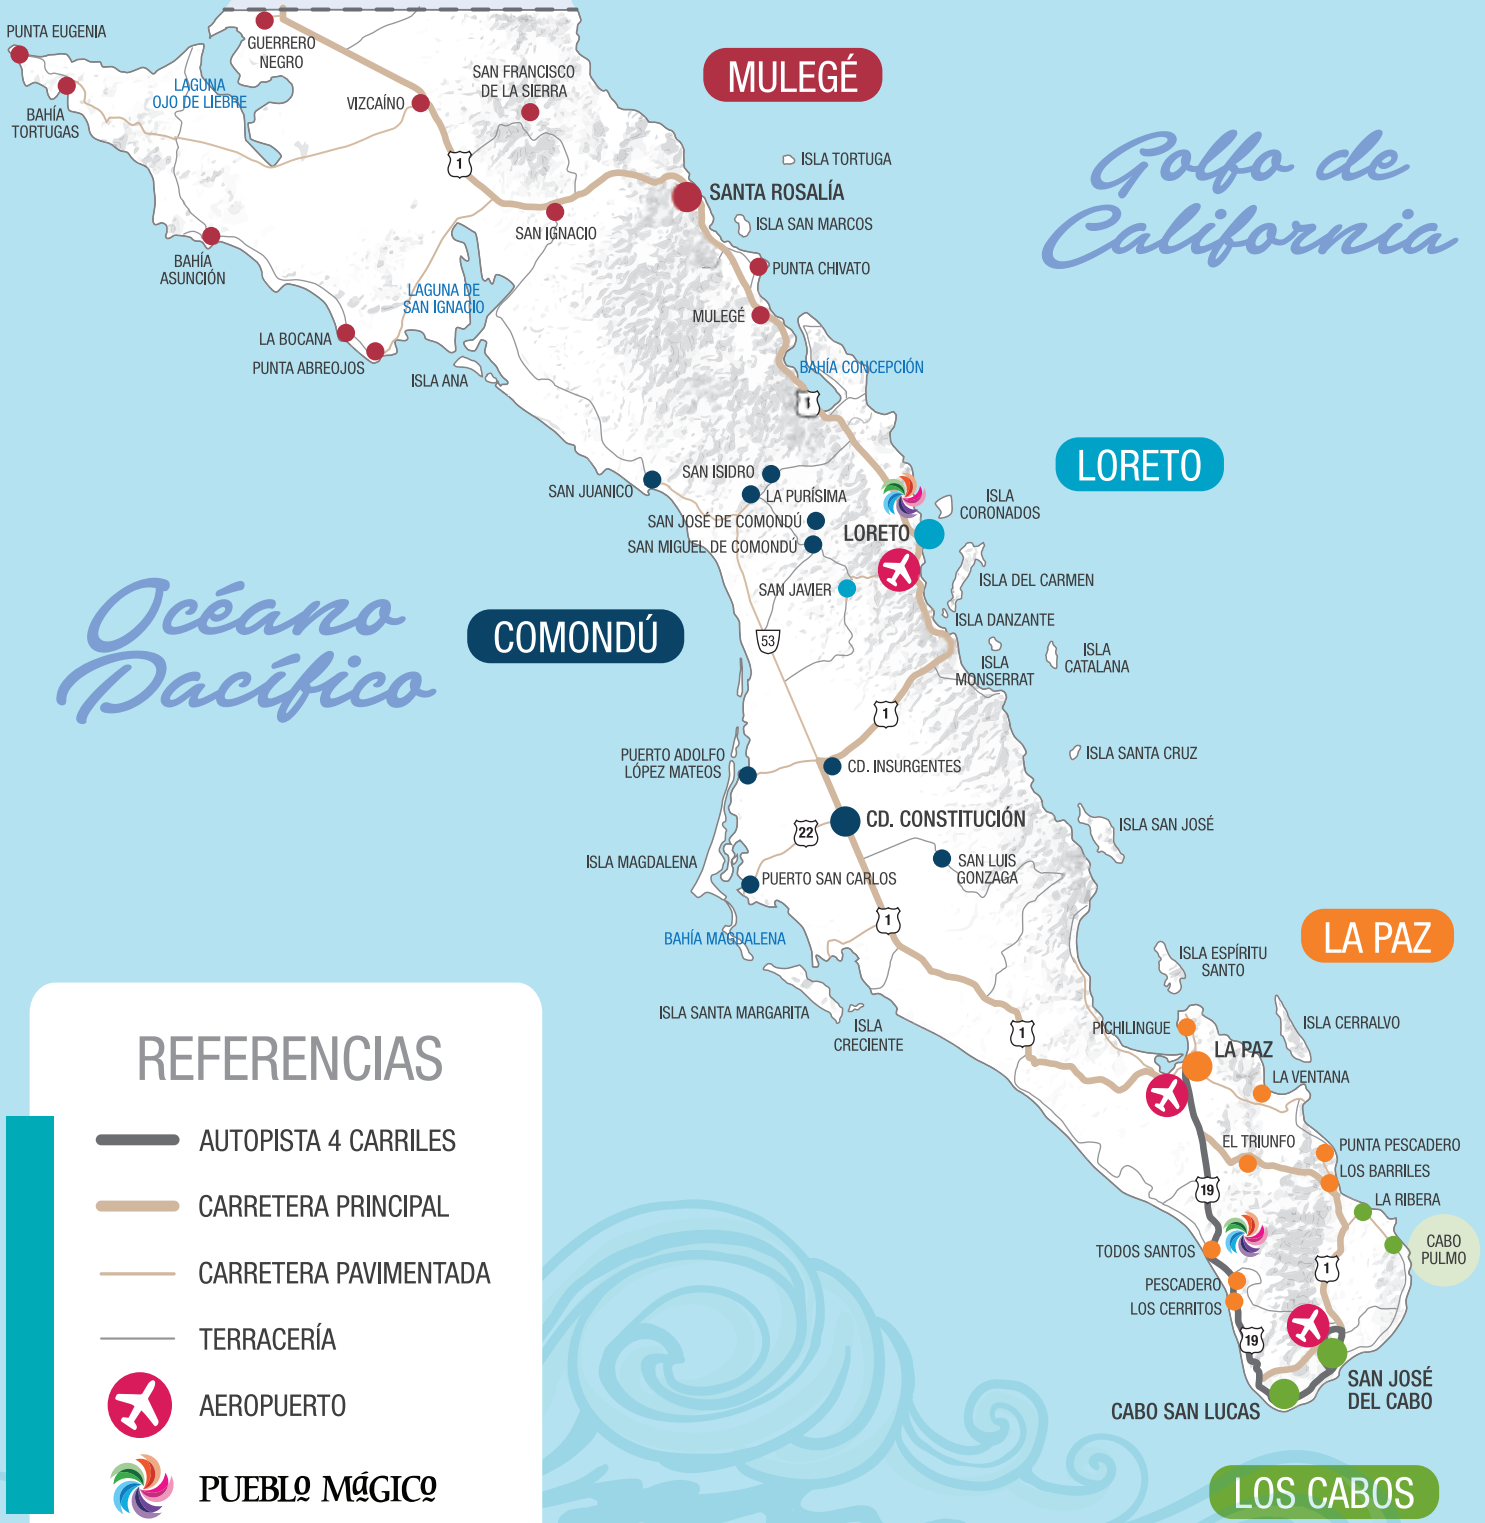 PUNTA EUGENIA
GUERRERO
NEGRO
MULEGÉ
SAN FRANCISCO
DE LA SIERRA
LAGUNA
OJO DE LIEBRE
VIZCAÍNO
BAHÍA
TORTUGAS
1
ISLA TORTUGA
Golfo de
California
SANTA ROSALÍA
ISLA SAN MARCOS
SAN IGNACIO
BAHÍA
ASUNCIÓN
PUNTA CHIVATO
LAGUNA DE
SAN IGNACIO
MULEGÉ
LA BOCANA
PUNTA ABREOJOS
ISLA ANA
BAHÍA CONCEPCIÓN
1
LORETO
SAN ISIDRO
SAN JUANICO
LA PURÍSIMA
ISLA
CORONADOS
SAN JOSÉ DE COMONDÚ
LORETO
SAN MIGUEL DE COMONDÚ
ISLA DEL CARMEN
SAN JAVIER
Océano
Pacífico
COMONDÚ
ISLA DANZANTE
53
ISLA
CATALANA
ISLA
MONSERRAT
1
PUERTO ADOLFO
LÓPEZ MATEOS
CD. INSURGENTES
ISLA SANTA CRUZ
CD. CONSTITUCIÓN
22
ISLA SAN JOSÉ
ISLA MAGDALENA
SAN LUIS
GONZAGA
PUERTO SAN CARLOS
1
BAHÍA MAGDALENA
LA PAZ
ISLA ESPÍRITU
SANTO
ISLA SANTA MARGARITA
ISLA
CRECIENTE
1
PICHILINGUE
ISLA CERRALVO
LA PAZ
LA VENTANA
EL TRIUNFO
PUNTA PESCADERO
LOS BARRILES
19
LA RIBERA
TODOS SANTOS
CABO
PULMO
1
PESCADERO
LOS CERRITOS
19
SAN JOSÉ
DEL CABO
CABO SAN LUCAS
LOS CABOS
REFERENCIAS
AUTOPISTA 4 CARRILES
CARRETERA PRINCIPAL
CARRETERA PAVIMENTADA
TERRACERÍA
AEROPUERTO
PUEBLO MÁGICO